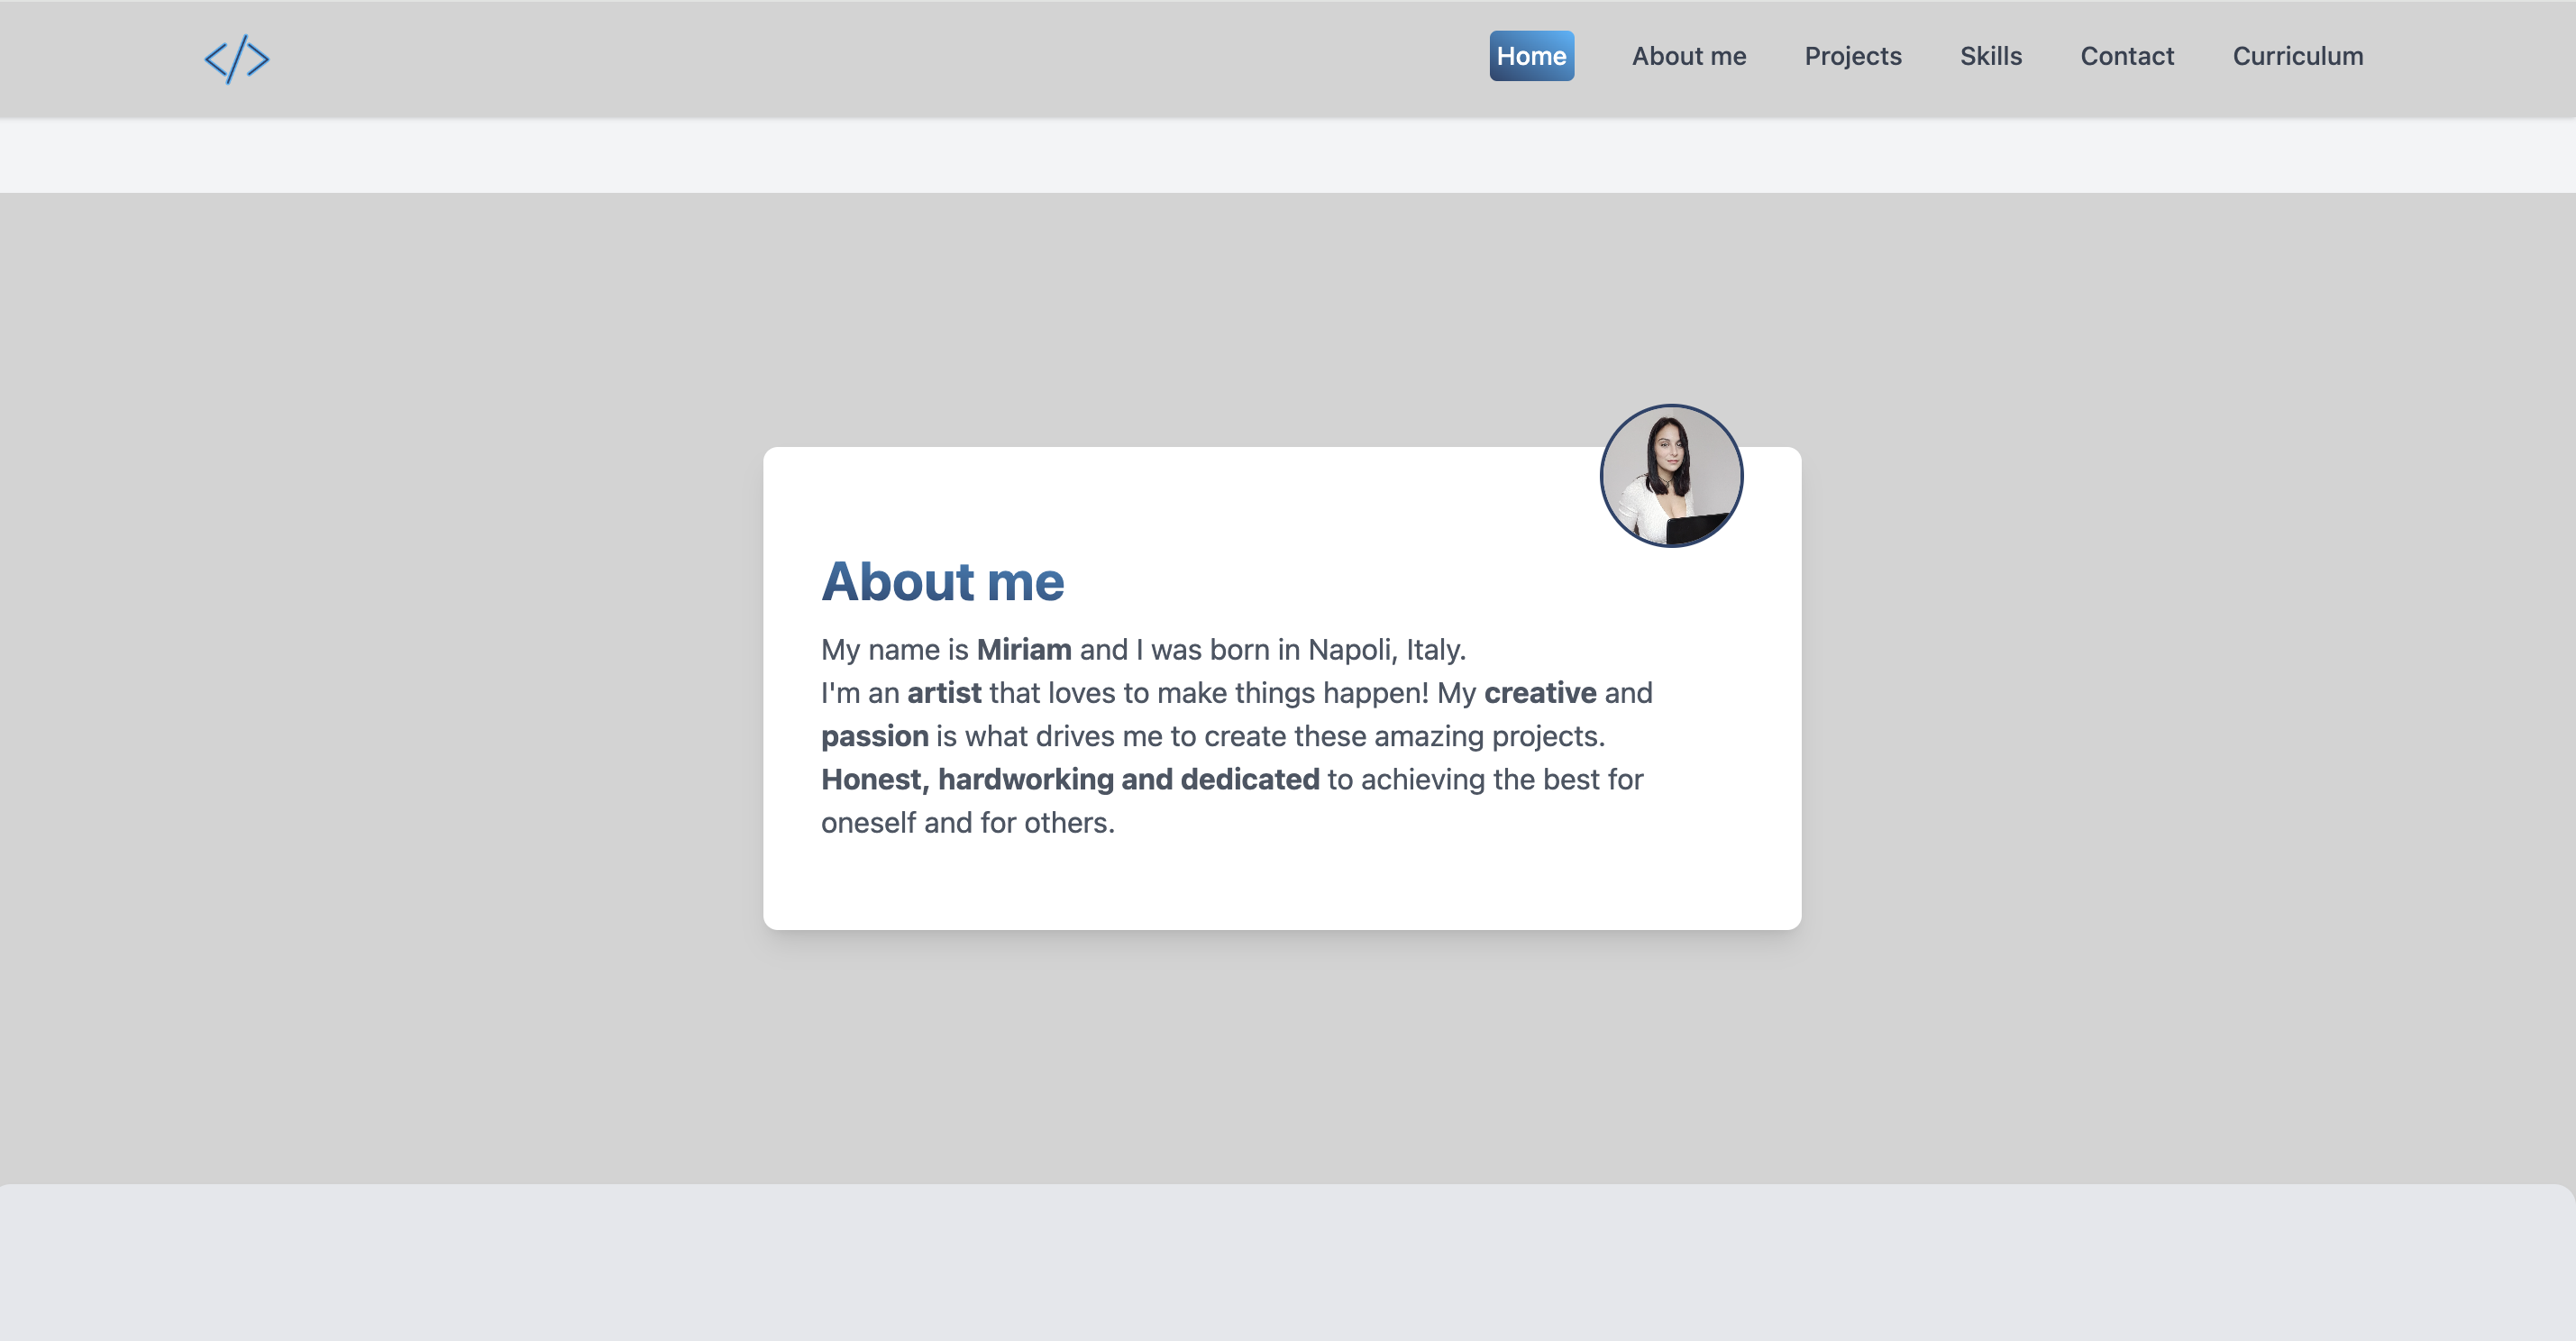 </>
Home
About me
Projects
Skills
Contact
Curriculum
About me
My name is Miriam and I was born in Napoli, Italy.
I'm an artist that loves to make things happen! My creative and
passion is what drives me to create these amazing projects.
Honest, hardworking and dedicated to achieving the best for
oneself and for others.